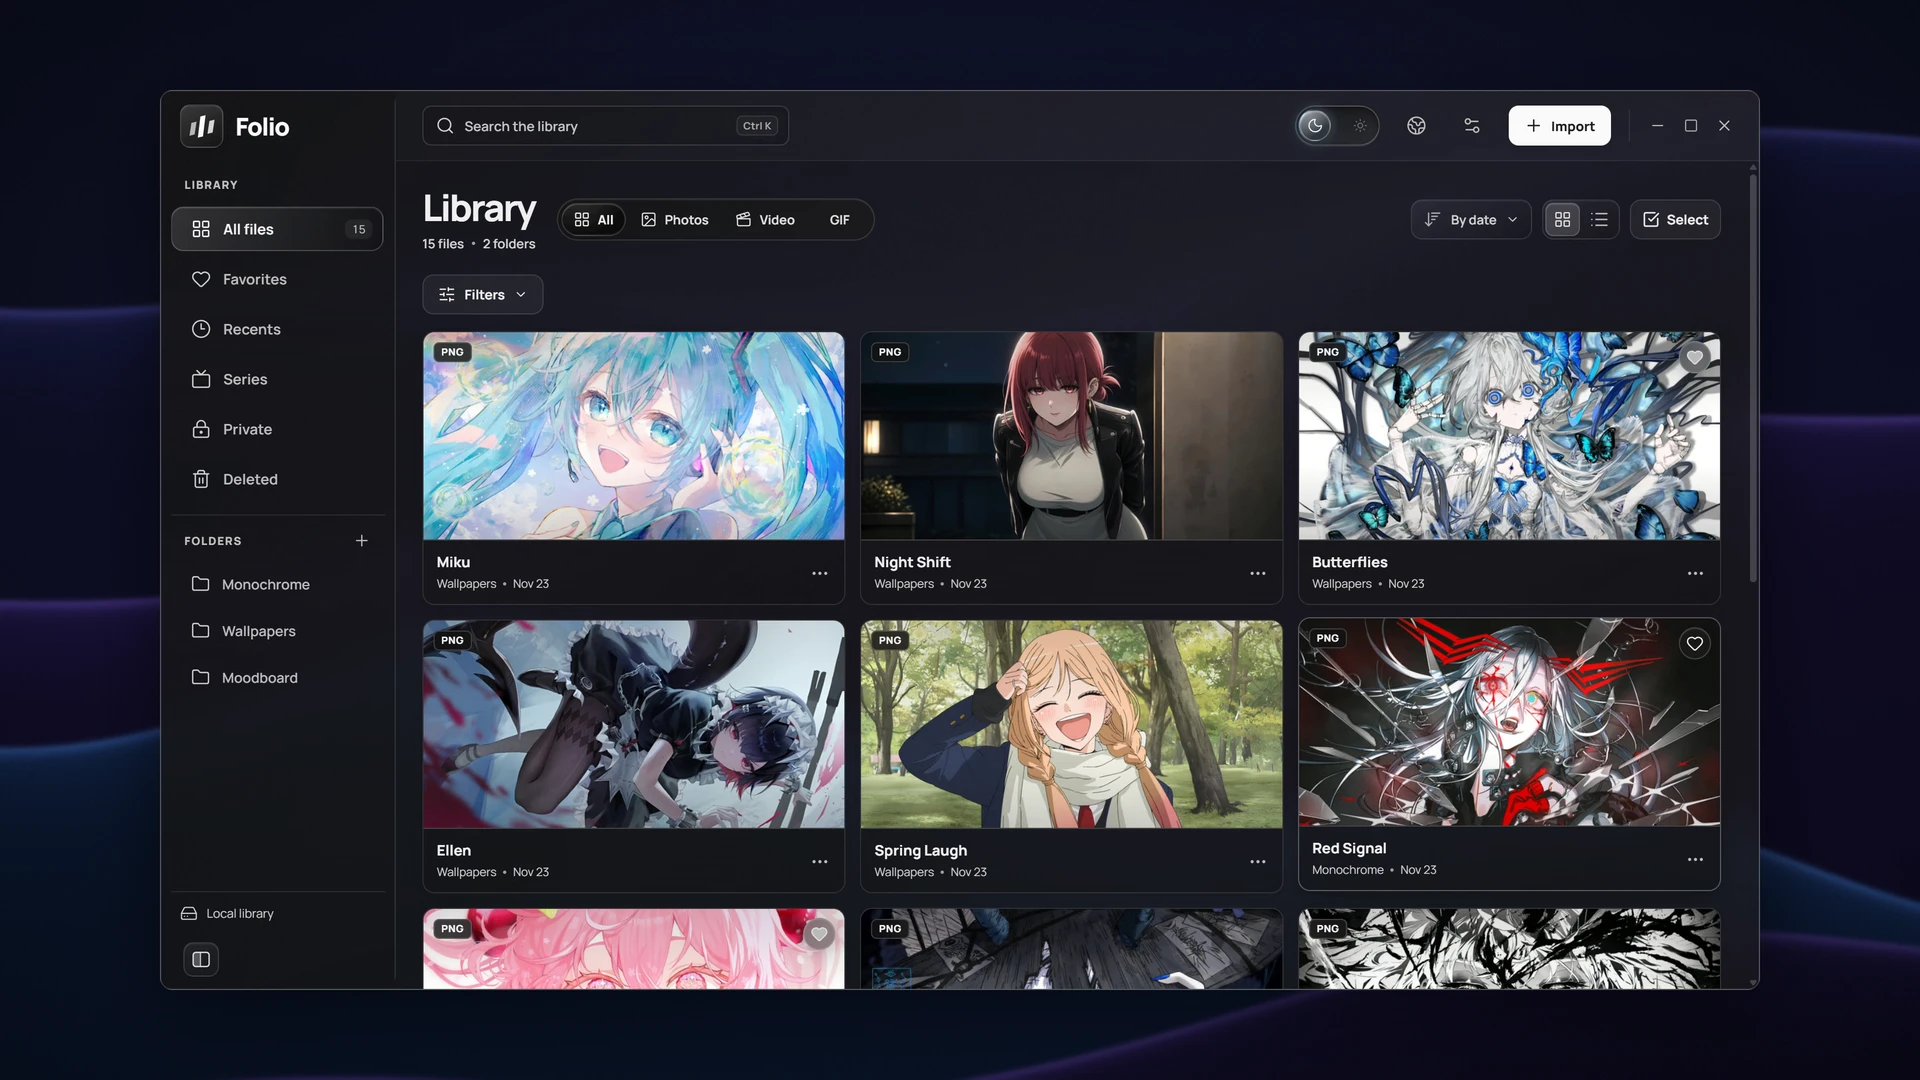 Folio
Search the library
Ctrl K
Import
LIBRARY
All files
15
Favorites
Recents
Series
Private
Deleted
FOLDERS
Monochrome
Wallpapers
Moodboard
Local library
Library
15 files • 2 folders
All
Photos
Video
GIF
By date
Select
Filters
PNG
Miku
Wallpapers • Nov 23
PNG
Night Shift
Wallpapers • Nov 23
PNG
Butterflies
Wallpapers • Nov 23
PNG
Ellen
Wallpapers • Nov 23
PNG
Spring Laugh
Wallpapers • Nov 23
PNG
Red Signal
Monochrome • Nov 23
PNG
PNG
PNG